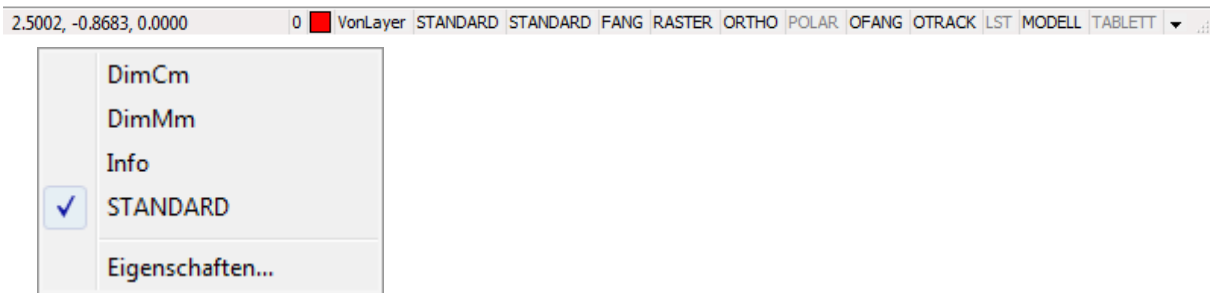 2.5002, -0.8683, 0.0000 0 VonLayer STANDARD STANDARD FANG RASTER ORTHO POLAR OFANG OTRACK LST MODELL TABLETT
DimCm
DimMm
Info
STANDARD
Eigenschaften...